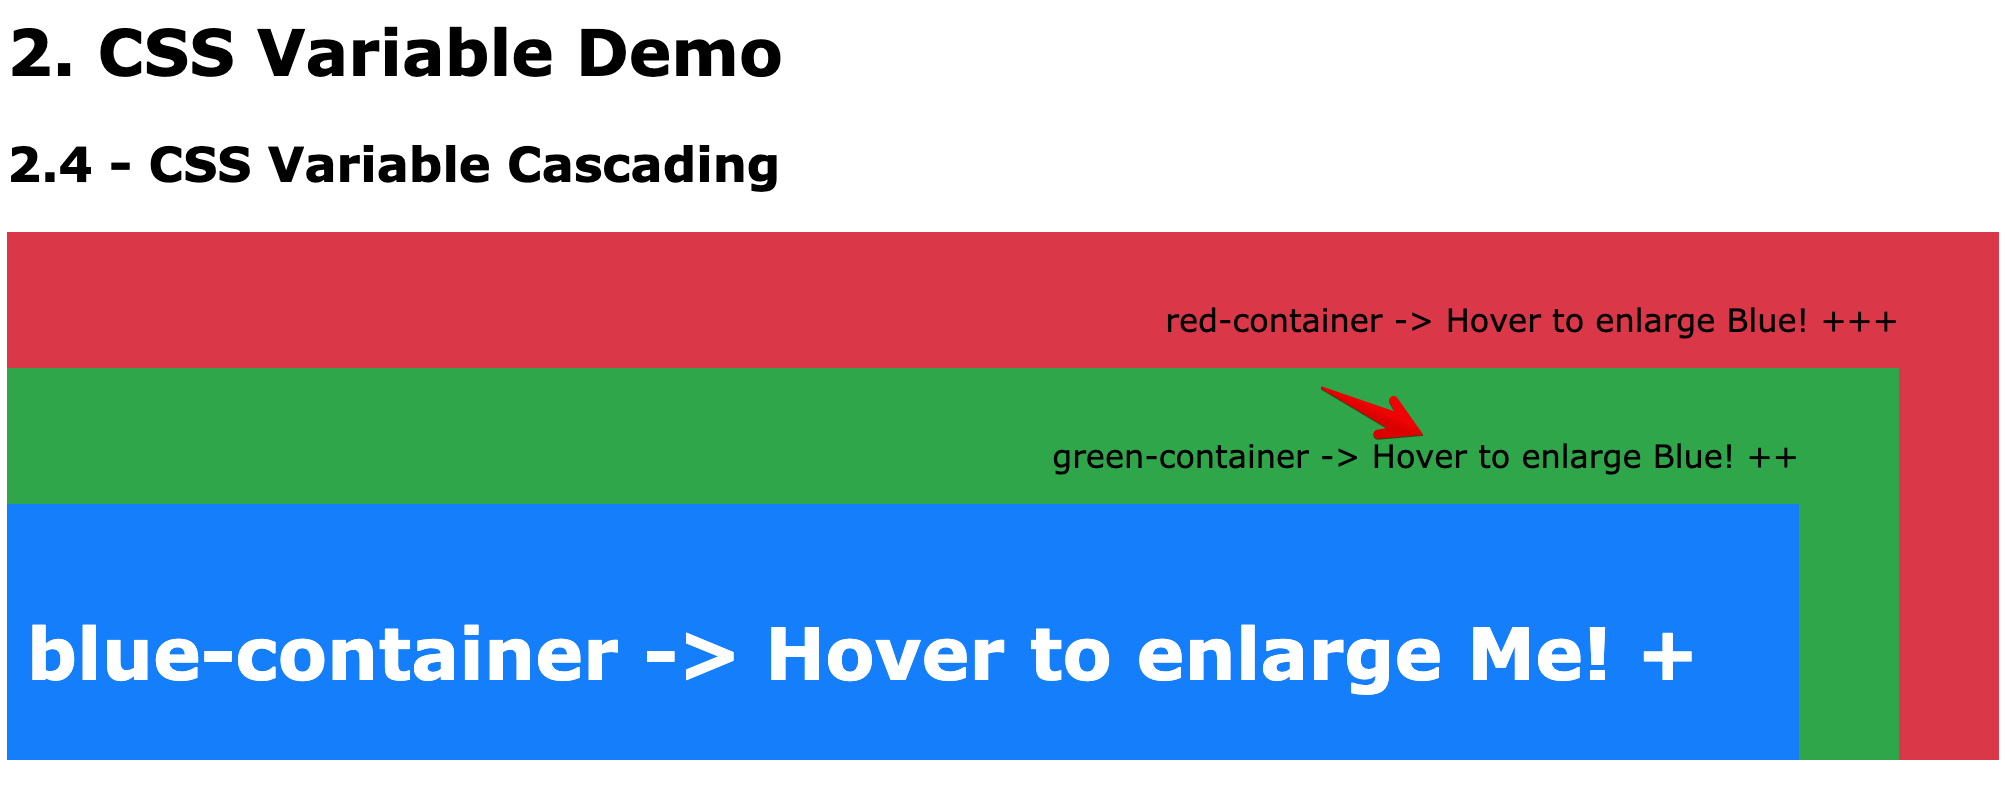 2. CSS Variable Demo
2.4 - CSS Variable Cascading
red-container -> Hover to enlarge Blue! +++
green-container -> Hover to enlarge Blue! ++
blue-container -> Hover to enlarge Me! +